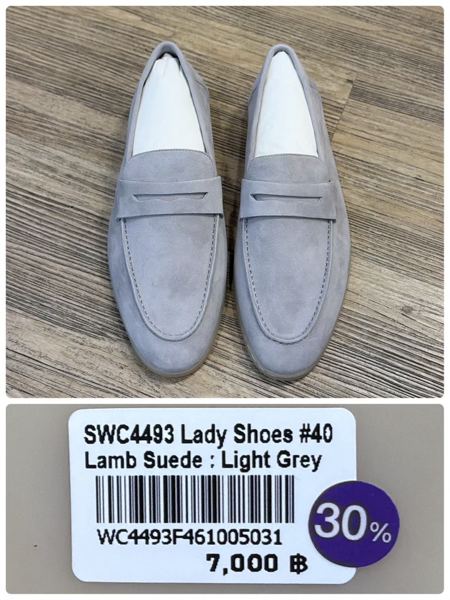 SWC4493 Lady Shoes #40
Lamb Suede : Light Grey
WC4493F461005031
30%
7,000 ฿